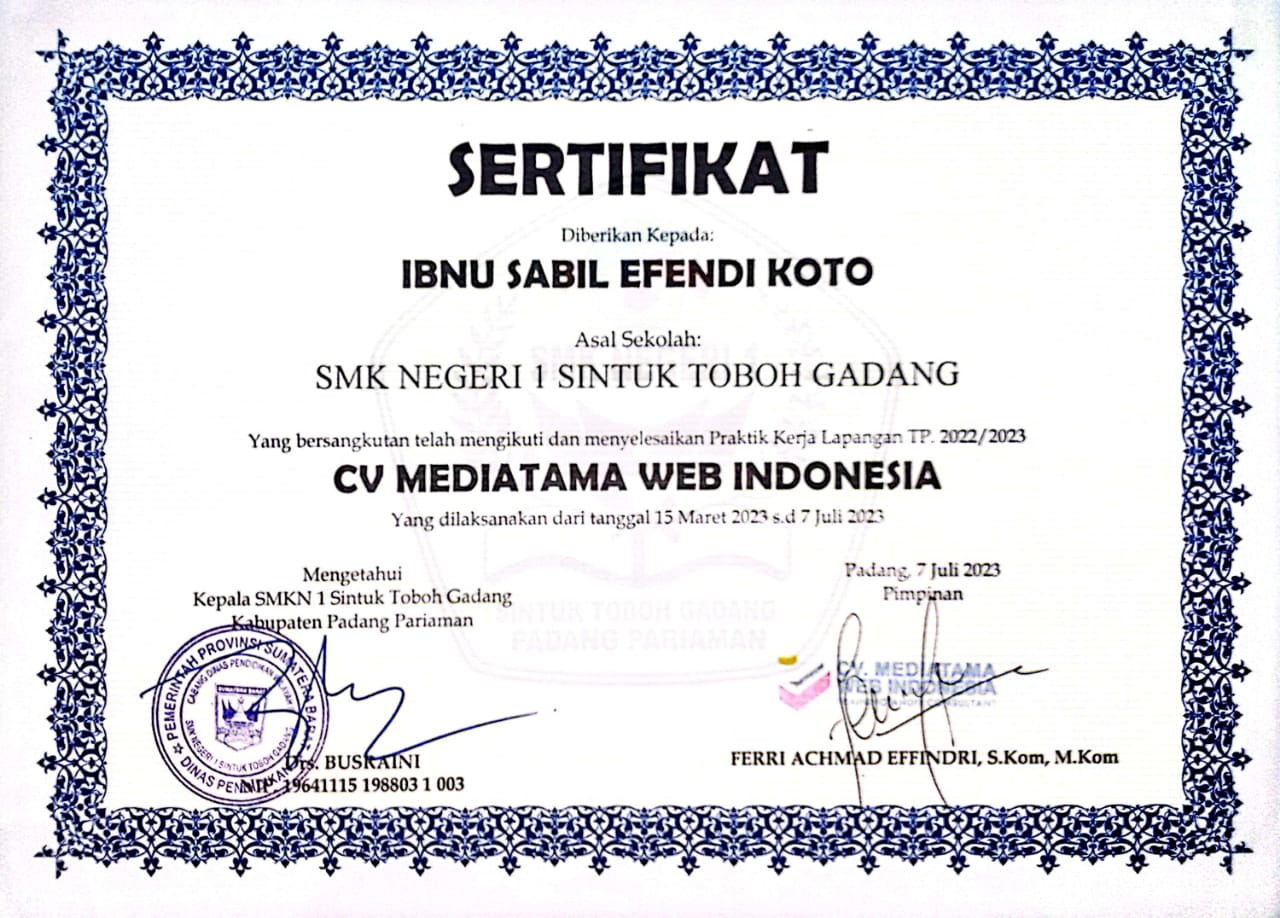 SERTIFIKAT
Diberikan Kepada:
IBNU SABIL EFENDI KOTO
Asal Sekolah:
SMK NEGERI 1
SMK NEGERI 1 SINTUK TOBOH GADANG
Yang bersangkutan telah mengikuti dan menyelesaikan Praktik Kerja Lapangan TP. 2022/2023
CV MEDIATAMA WEB INDONESIA
Yang dilaksanakan dari tanggal 15 Maret 2023 s.d 7 Juli 2023
Mengetahui
Kepala SMKN 1 Sintuk Toboh Gadang
Kabupaten Padang Pariaman
SINTUK TOBOH GADANG
PADANG PARIAMAN
Padang, 7 Juli 2023
Pimpinan
PEMERINTAH PROVINSI SUMATERA BARAT
CABANG DINAS PENDIDIKAN WILAYAH
SMK NEGERI 1 SINTUK TOBOH GADANG
DINAS PENDIDIKAN
CV. MEDIATAMA
WEB INDONESIA
Drs. BUSRAINI
NIP. 19641115 198803 1 003
FERRI ACHMAD EFFINDRI, S.Kom, M.Kom